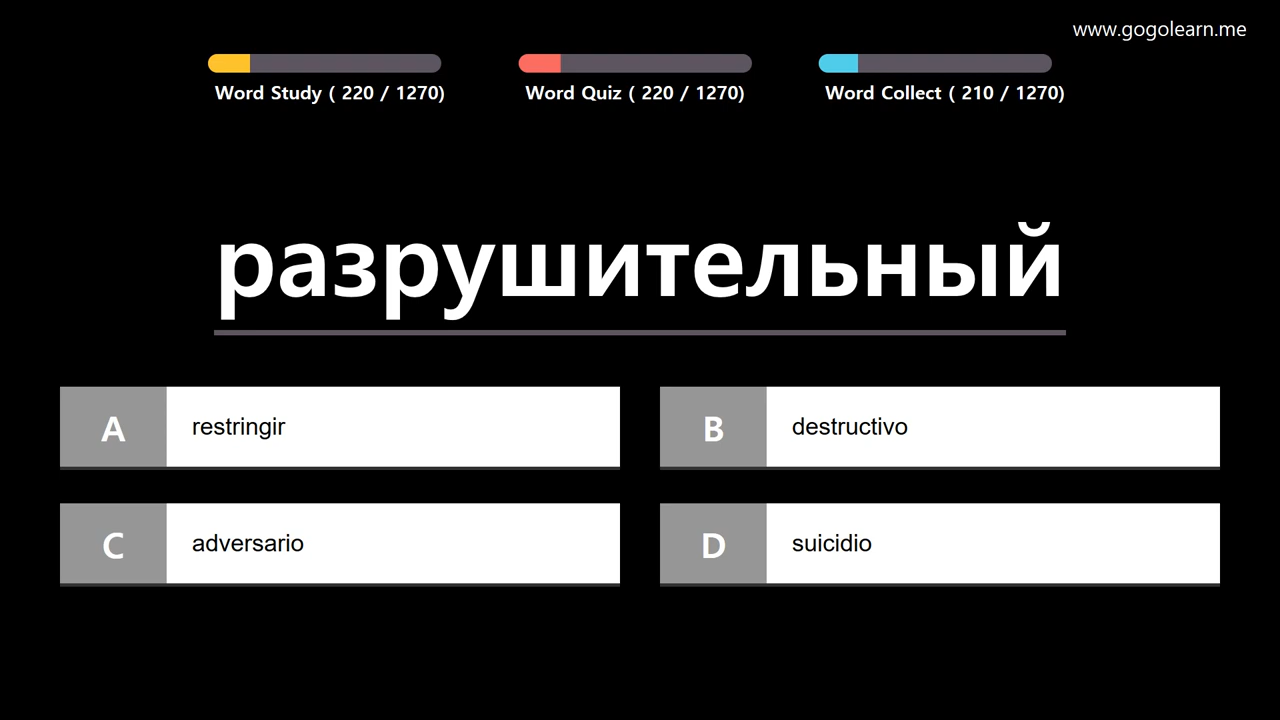 www.gogolearn.me
Word Study ( 220 / 1270)
Word Quiz ( 220 / 1270)
Word Collect ( 210 / 1270)
разрушительный
A
restringir
B
destructivo
C
adversario
D
suicidio